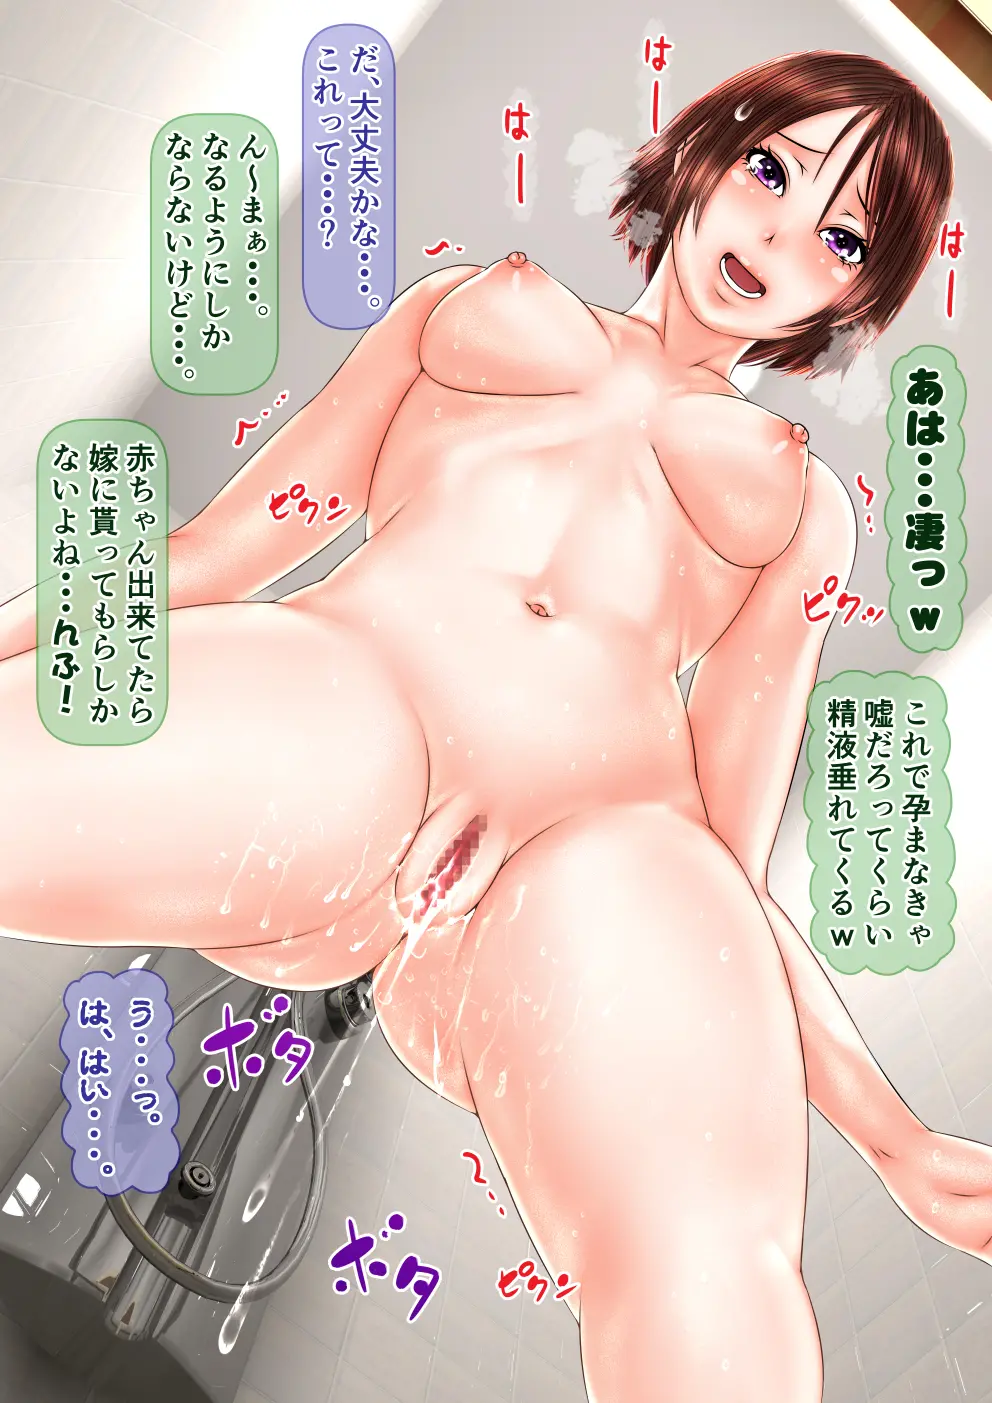 は
ー
は
ー
は
ー
あは・・・凄っｗ
だ、大丈夫かな・・・。
これって・・・？
ん～まぁ・・・。
なるようにしか
ならないけど・・・。
これで孕まなきゃ
嘘だろってくらい
精液垂れてくるｗ
赤ちゃん出来てたら
嫁に貰ってもらしか
ないよね・・・んふ！
う・・・っ。
は、はい・・・。
ピクン
ピクッ
ボタ
ボタ
ピクン